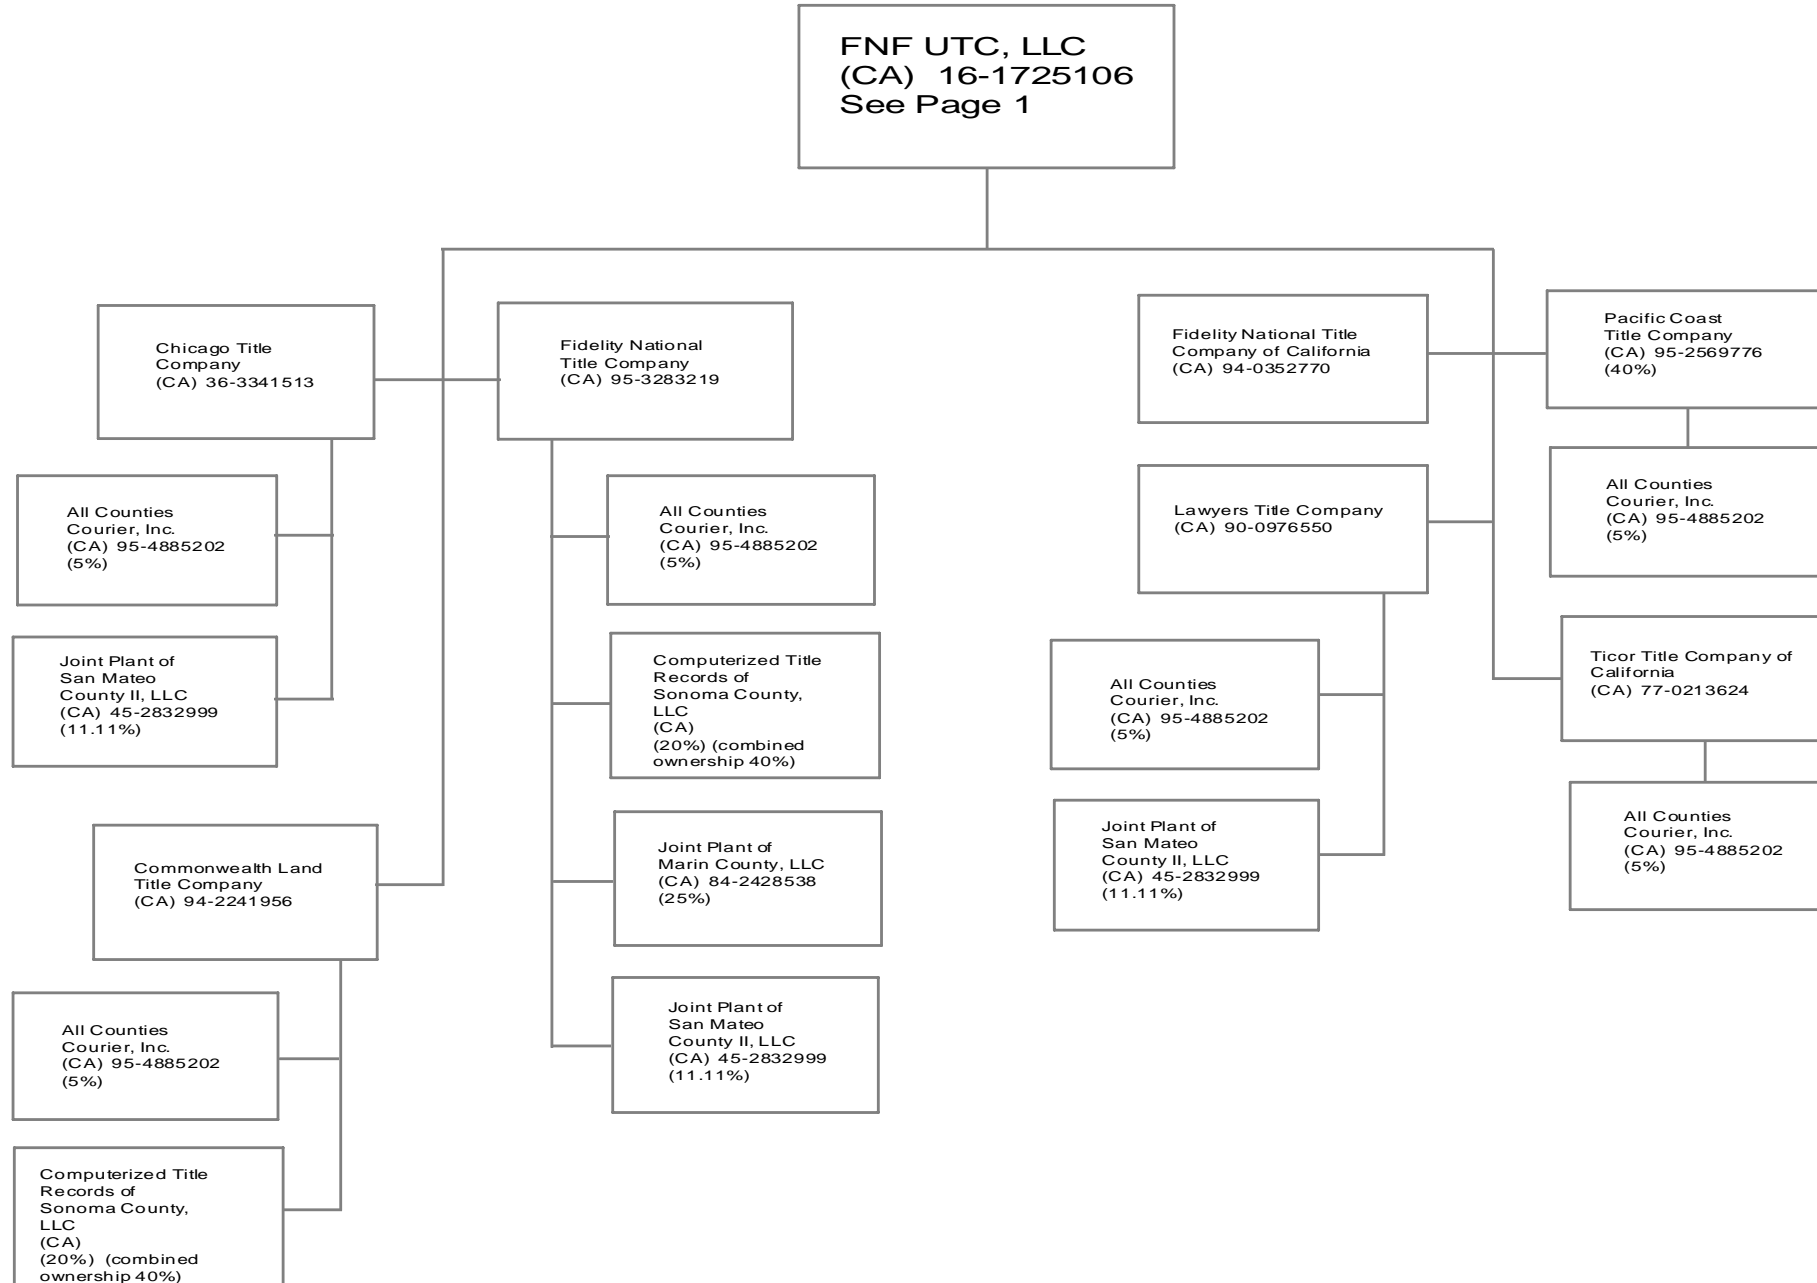 FNF UTC, LLC
(CA) 16-1725106
See Page 1
Chicago Title
Company
(CA) 36-3341513
Fidelity National
Title Company
(CA) 95-3283219
Fidelity National Title
Company of California
(CA) 94-0352770
Pacific Coast
Title Company
(CA) 95-2569776
(40%)
All Counties
Courier, Inc.
(CA) 95-4885202
(5%)
All Counties
Courier, Inc.
(CA) 95-4885202
(5%)
Lawyers Title Company
(CA) 90-0976550
All Counties
Courier, Inc.
(CA) 95-4885202
(5%)
Joint Plant of
San Mateo
County II, LLC
(CA) 45-2832999
(11.11%)
Computerized Title
Records of
Sonoma County,
LLC
(CA)
(20%) (combined
ownership 40%)
All Counties
Courier, Inc.
(CA) 95-4885202
(5%)
Ticor Title Company of
California
(CA) 77-0213624
Commonwealth Land
Title Company
(CA) 94-2241956
Joint Plant of
Marin County, LLC
(CA) 84-2428538
(25%)
Joint Plant of
San Mateo
County II, LLC
(CA) 45-2832999
(11.11%)
All Counties
Courier, Inc.
(CA) 95-4885202
(5%)
All Counties
Courier, Inc.
(CA) 95-4885202
(5%)
Joint Plant of
San Mateo
County II, LLC
(CA) 45-2832999
(11.11%)
Computerized Title
Records of
Sonoma County,
LLC
(CA)
(20%) (combined
ownership 40%)